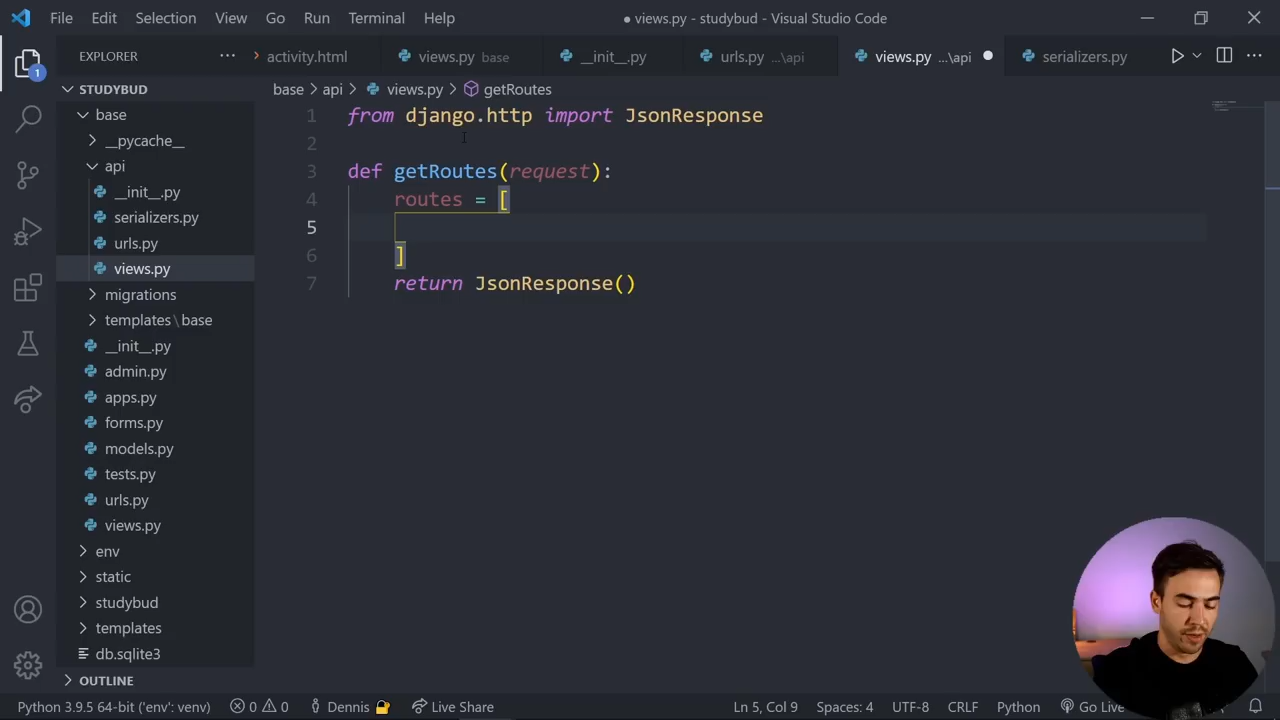 File Edit Selection View Go Run Terminal Help ● views.py - studybud - Visual Studio Code
EXPLORER ··· activity.html views.py base __init__.py urls.py ...\api views.py ...\api ● serializers.py
1
STUDYBUD
base > api > views.py > getRoutes
base
__pycache__
api
__init__.py
serializers.py
urls.py
views.py
migrations
templates\base
__init__.py
admin.py
apps.py
forms.py
models.py
tests.py
urls.py
views.py
env
static
studybud
templates
db.sqlite3
OUTLINE
1 from django.http import JsonResponse
2
3 def getRoutes(request):
4 routes = [
5
6 ]
7 return JsonResponse()
Python 3.9.5 64-bit ('env': venv) 0 0 Dennis 🔒 Live Share Ln 5, Col 9 Spaces: 4 UTF-8 CRLF Python Go Live